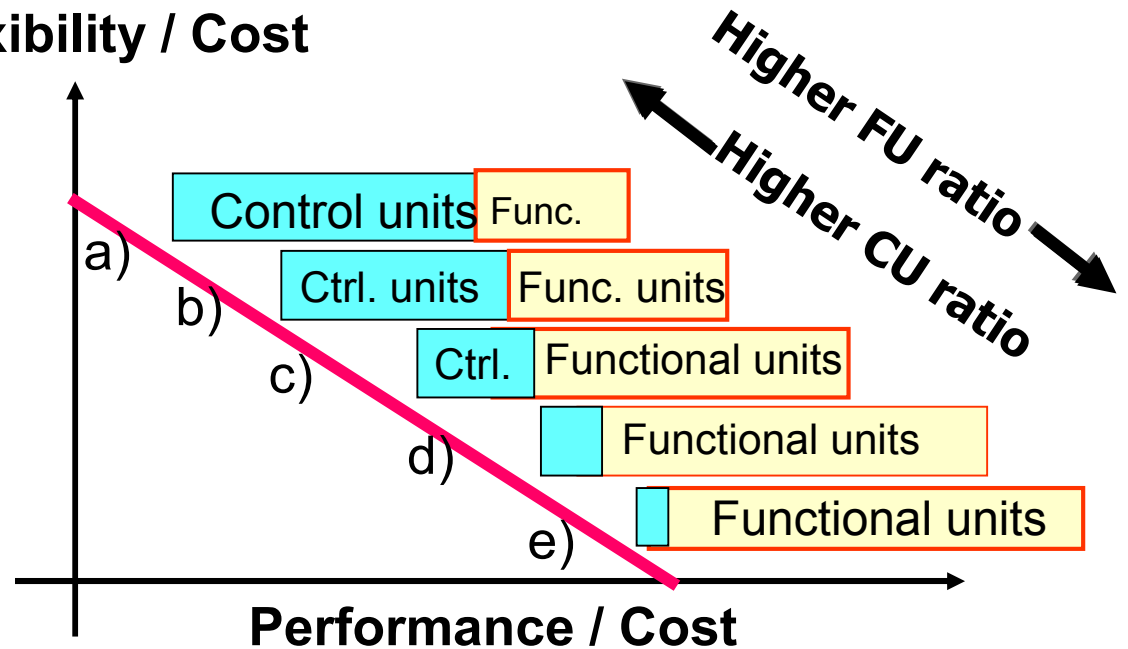 xibility / Cost
Higher FU ratio
Higher CU ratio
Control units Func.
a)
Ctrl. units Func. units
b)
Ctrl. Functional units
c)
Functional units
d)
Functional units
e)
Performance / Cost